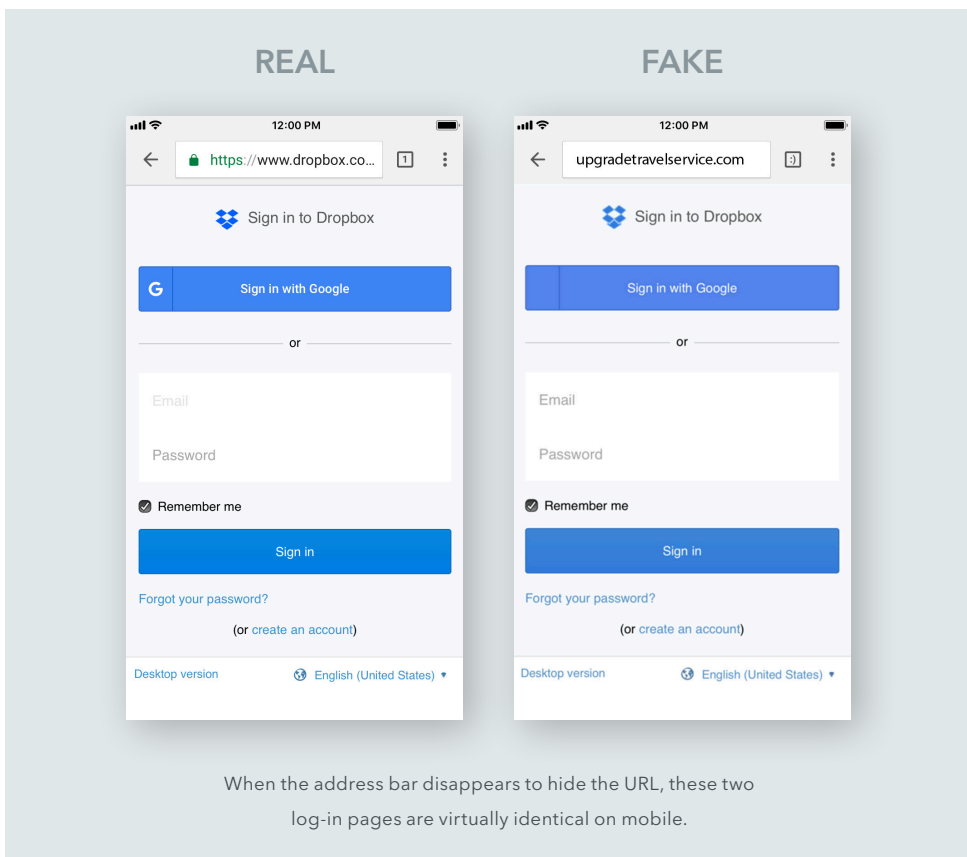 REAL
FAKE
12:00 PM
https://www.dropbox.co...
1
Sign in to Dropbox
G
Sign in with Google
or
Email
Password
Remember me
Sign in
Forgot your password?
(or create an account)
Desktop version
English (United States)
12:00 PM
upgradetravelservice.com
:)
Sign in to Dropbox
Sign in with Google
or
Email
Password
Remember me
Sign in
Forgot your password?
(or create an account)
Desktop version
English (United States)
When the address bar disappears to hide the URL, these two
log-in pages are virtually identical on mobile.